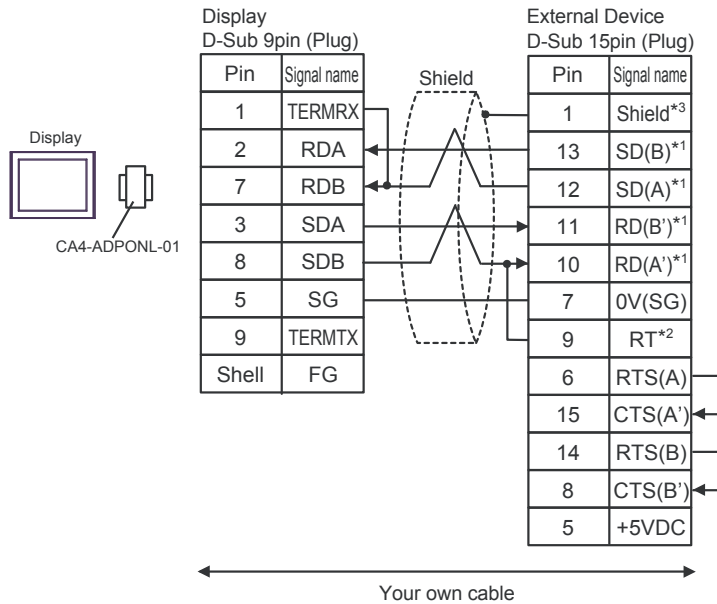 Display
D-Sub 9pin (Plug)
External Device
D-Sub 15pin (Plug)
Pin Signal name
Shield
Pin Signal name
1 TERMRX
1 Shield*3
2 RDA
13 SD(B)*1
7 RDB
12 SD(A)*1
3 SDA
11 RD(B')*1
8 SDB
10 RD(A')*1
5 SG
7 0V(SG)
9 TERMTX
9 RT*2
Shell FG
6 RTS(A)
15 CTS(A')
14 RTS(B)
8 CTS(B')
5 +5VDC
Display
CA4-ADPONL-01
Your own cable